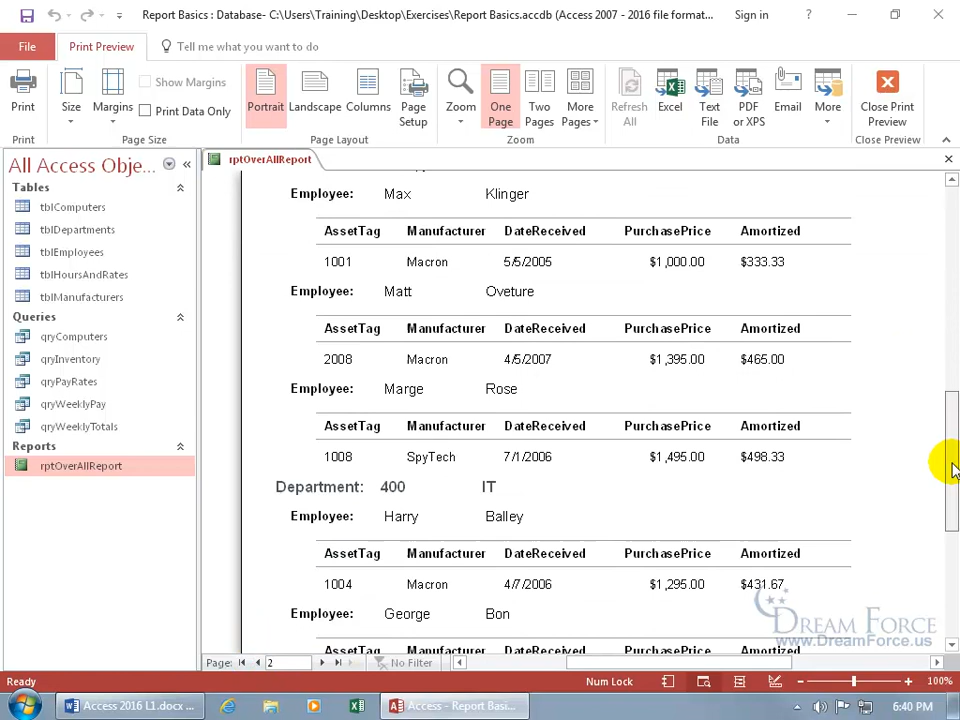 Report Basics : Database- C:\Users\Training\Desktop\Exercises\Report Basics.accdb (Access 2007 - 2016 file format... Sign in ?
File Print Preview Tell me what you want to do
Print Size Margins Show Margins Print Data Only Portrait Landscape Columns Page Setup Zoom One Page Two Pages More Pages Refresh All Excel Text File PDF or XPS Email More Close Print Preview
Print Page Size Page Layout Zoom Data Close Preview
All Access Obje...
Tables
tblComputers
tblDepartments
tblEmployees
tblHoursAndRates
tblManufacturers
Queries
qryComputers
qryInventory
qryPayRates
qryWeeklyPay
qryWeeklyTotals
Reports
rptOverAllReport
rptOverAllReport
Employee: Max Klinger
AssetTag Manufacturer DateReceived PurchasePrice Amortized
1001 Macron 5/5/2005 $1,000.00 $333.33
Employee: Matt Oveture
AssetTag Manufacturer DateReceived PurchasePrice Amortized
2008 Macron 4/5/2007 $1,395.00 $465.00
Employee: Marge Rose
AssetTag Manufacturer DateReceived PurchasePrice Amortized
1008 SpyTech 7/1/2006 $1,495.00 $498.33
Department: 400 IT
Employee: Harry Balley
AssetTag Manufacturer DateReceived PurchasePrice Amortized
1004 Macron 4/7/2006 $1,295.00 $431.67
Employee: George Bon
AssetTag Manufacturer DateReceived PurchasePrice Amortized
DREAM FORCE
www.DreamForce.us
Page: 2 No Filter
Ready Num Lock 100%
Access 2016 L1.docx ... Access - Report Basi... 6:40 PM